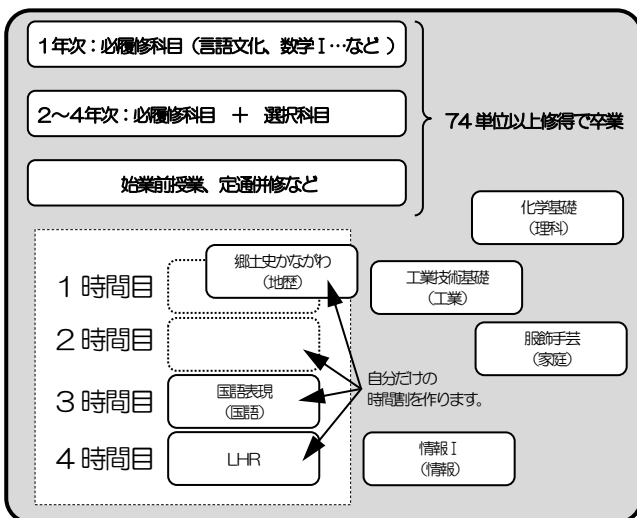 1年次：必履修科目（言語文化、数学Ⅰ…など ）
2～4年次：必履修科目　＋　選択科目
74単位以上修得で卒業
始業前授業、定通併修など
化学基礎
（理科）
郷土史かながわ
（地歴）
1時間目
工業技術基礎
（工業）
2時間目
服飾手芸
（家庭）
自分だけの
時間割を作ります。
3時間目
国語表現
（国語）
4時間目
LHR
情報Ⅰ
（情報）